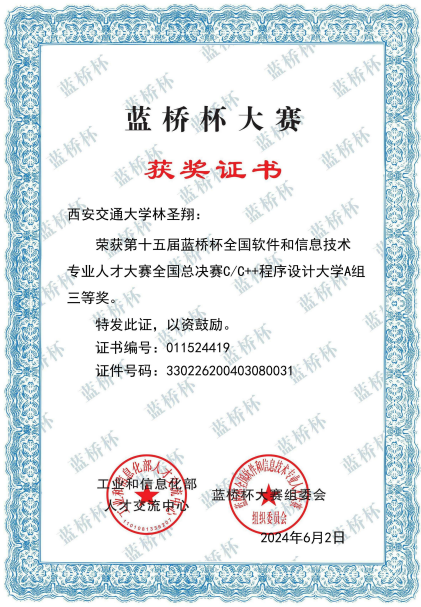 蓝桥杯大赛
获奖证书
西安交通大学林圣翔：
荣获第十五届蓝桥杯全国软件和信息技术
专业人才大赛全国总决赛C/C++程序设计大学A组
三等奖。
特发此证，以资鼓励。
证书编号：011524419
证件号码：330226200403080031
工业和信息化部
人才交流中心
蓝桥杯大赛组委会
组织委员会
2024年6月2日